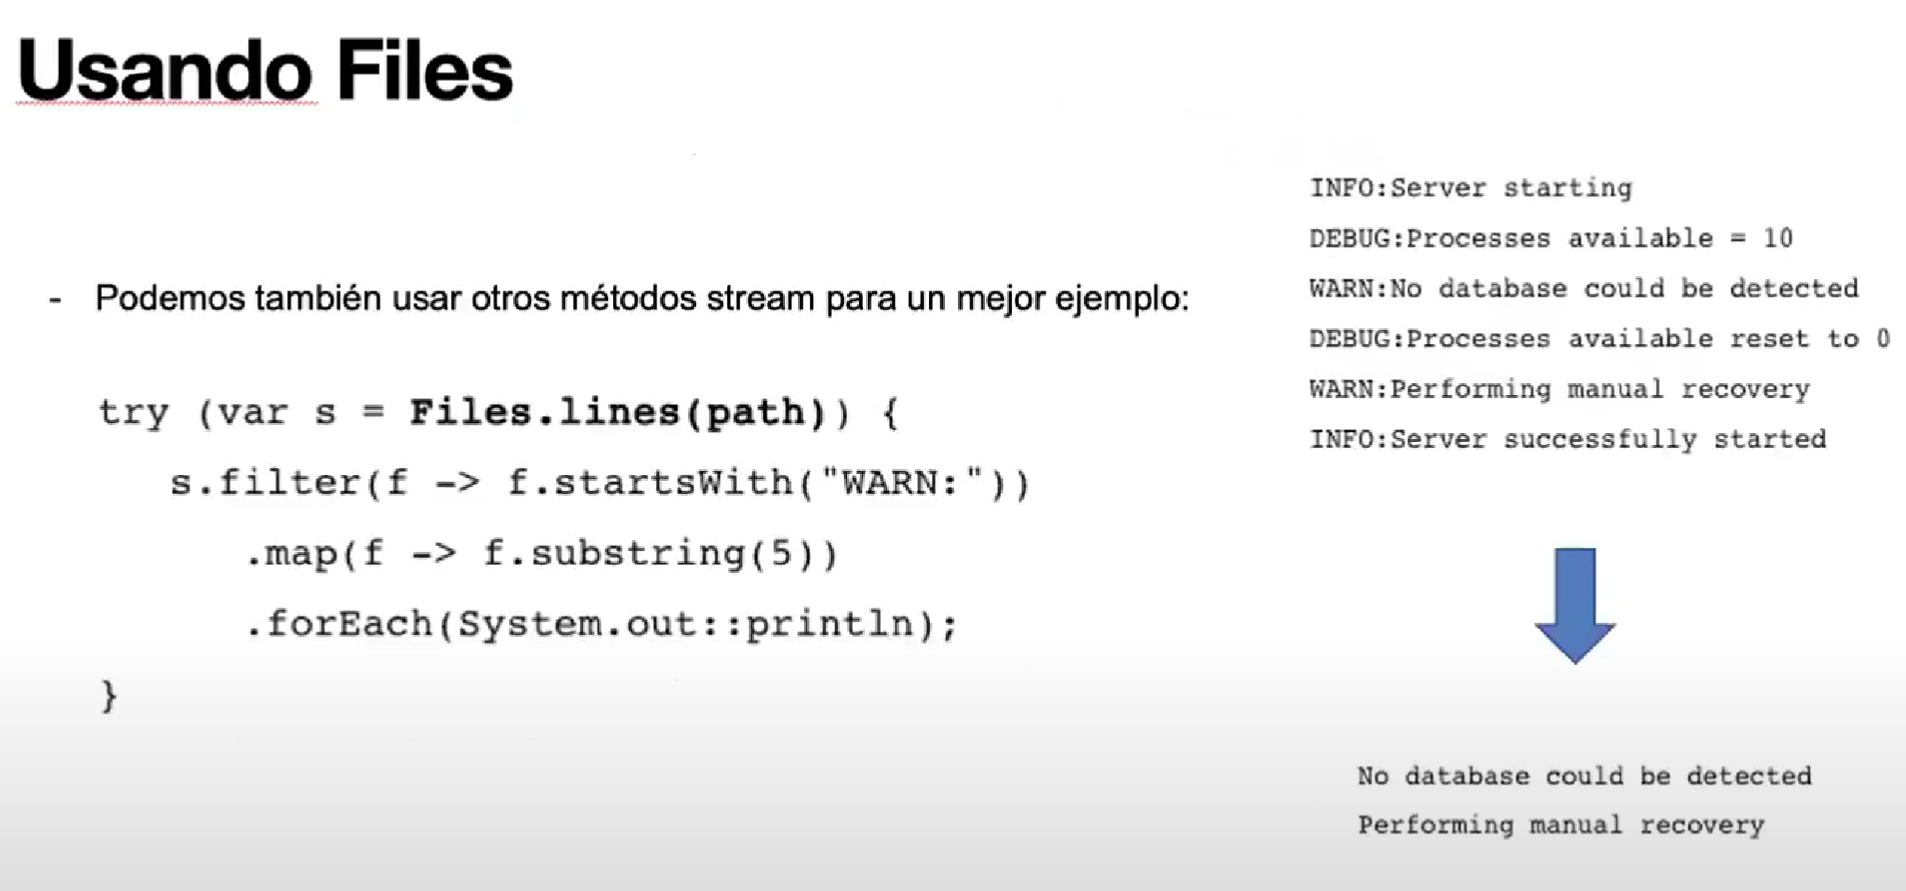 Usando Files
- Podemos también usar otros métodos stream para un mejor ejemplo:
try (var s = Files.lines(path)) {
s.filter(f -> f.startsWith("WARN:"))
.map(f -> f.substring(5))
.forEach(System.out::println);
}
INFO:Server starting
DEBUG:Processes available = 10
WARN:No database could be detected
DEBUG:Processes available reset to 0
WARN:Performing manual recovery
INFO:Server successfully started
No database could be detected
Performing manual recovery